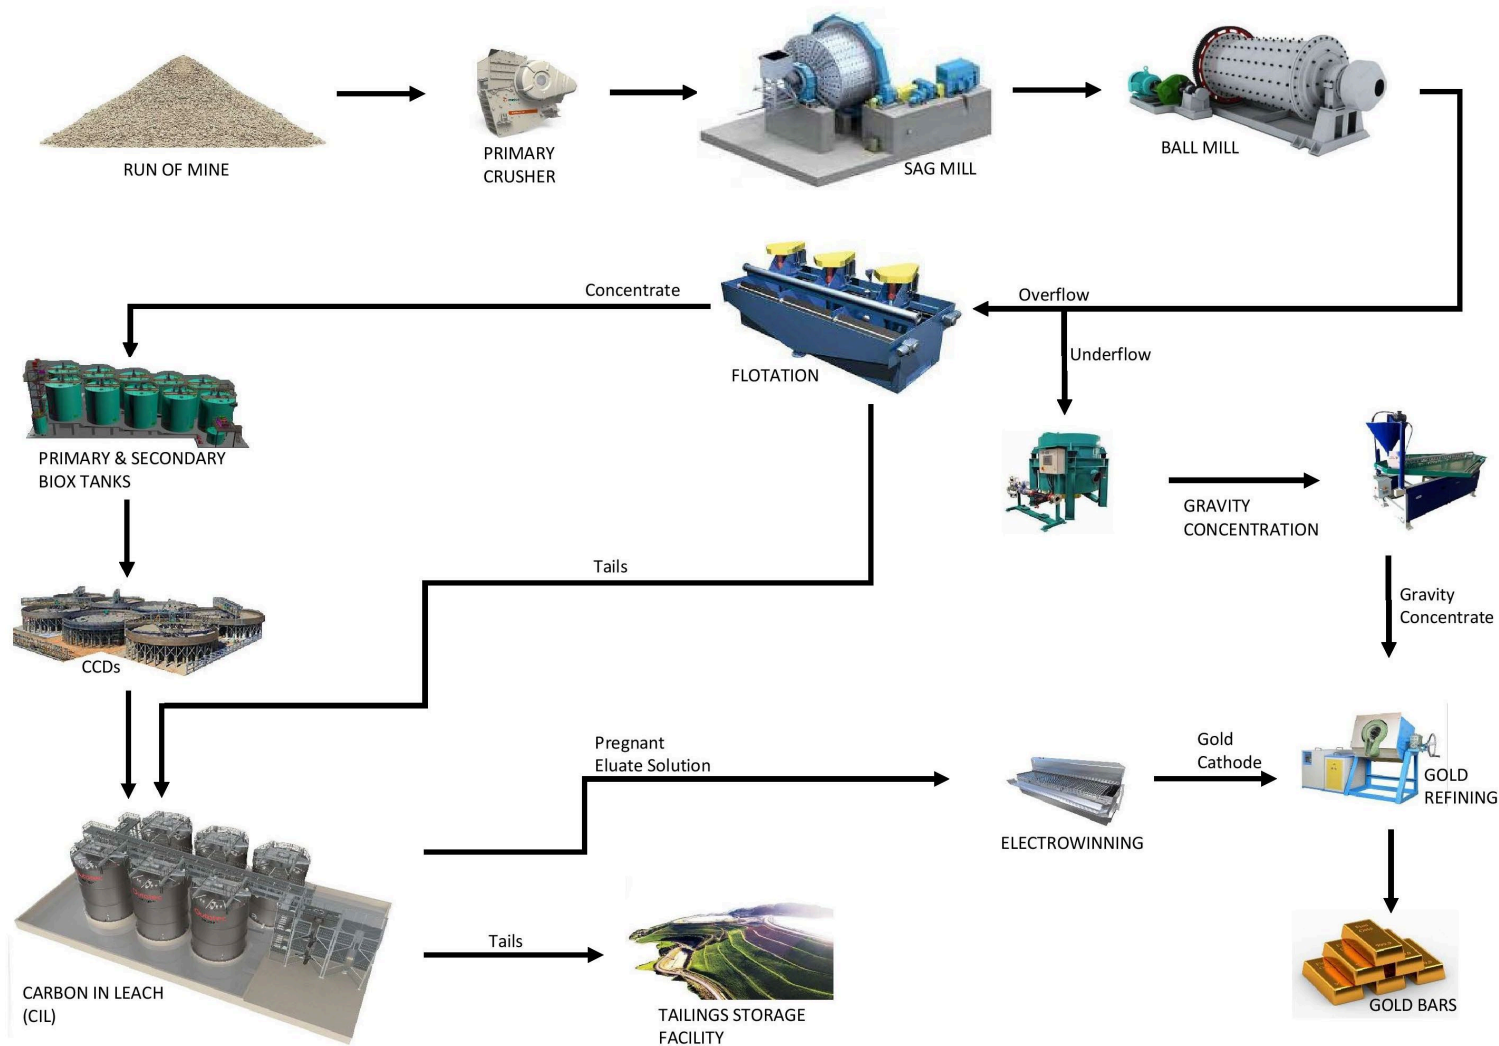 RUN OF MINE
PRIMARY
CRUSHER
SAG MILL
BALL MILL
Concentrate
Overflow
Underflow
FLOTATION
PRIMARY & SECONDARY
BIOX TANKS
GRAVITY
CONCENTRATION
Tails
Gravity
Concentrate
CCDs
Pregnant
Eluate Solution
Gold
Cathode
GOLD
REFINING
ELECTROWINNING
Tails
CARBON IN LEACH
(CIL)
TAILINGS STORAGE
FACILITY
GOLD BARS